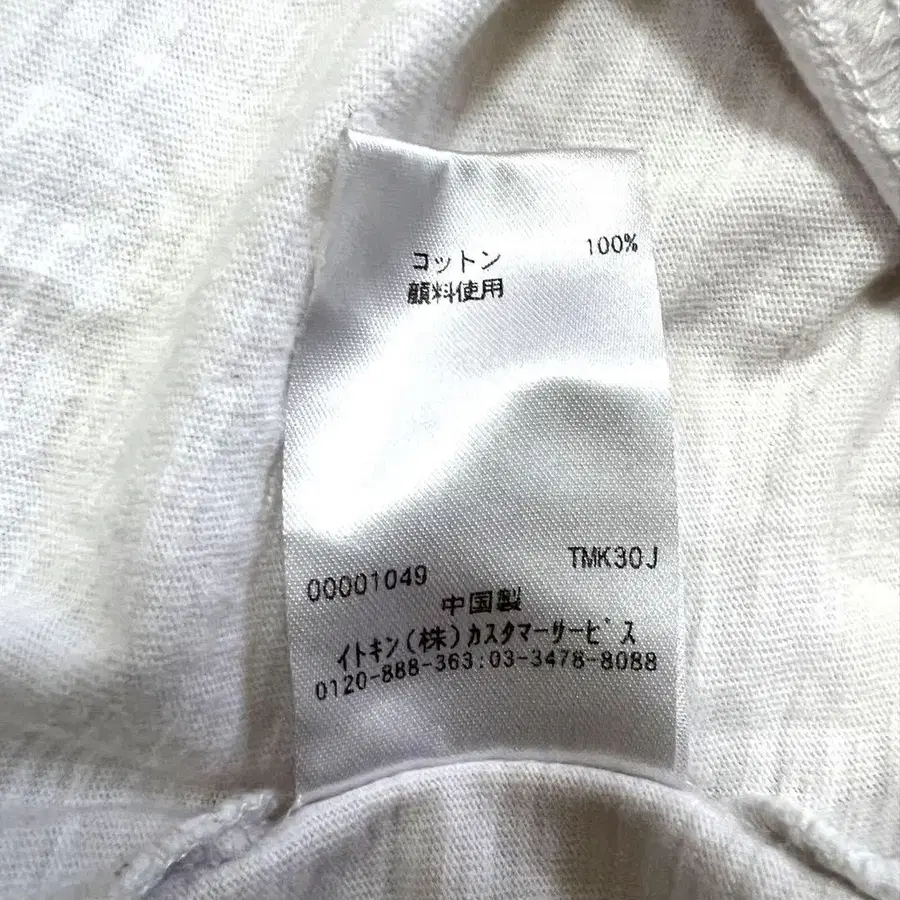 コットン 100%
顔料使用
00001049 TMK30J
中国製
イトキン(株)カスタマーサービス
0120-888-363:03-3478-8088